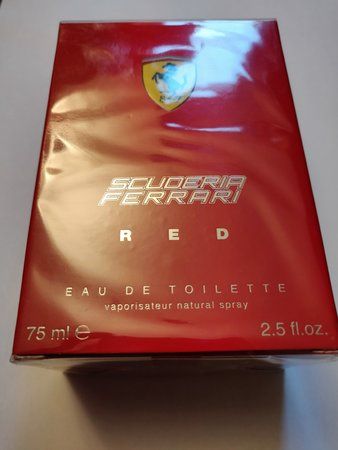 SCUDERIA
FERRARI
RED
EAU DE TOILETTE
vaporisateur natural spray
75 ml ℮ 2.5 fl.oz.